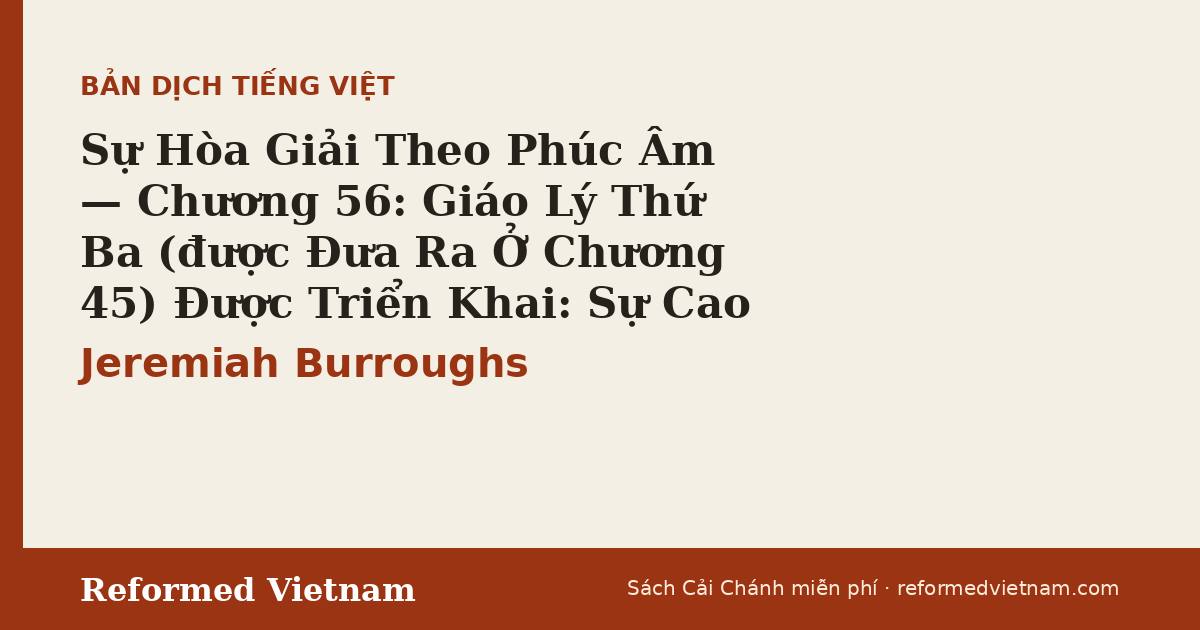 BẢN DỊCH TIẾNG VIỆT
Sự Hòa Giải Theo Phúc Âm
— Chương 56: Giáo Lý Thứ
Ba (được Đưa Ra Ở Chương
45) Được Triển Khai: Sự Cao
Jeremiah Burroughs
Reformed Vietnam
Sách Cải Chánh miễn phí · reformedvietnam.com